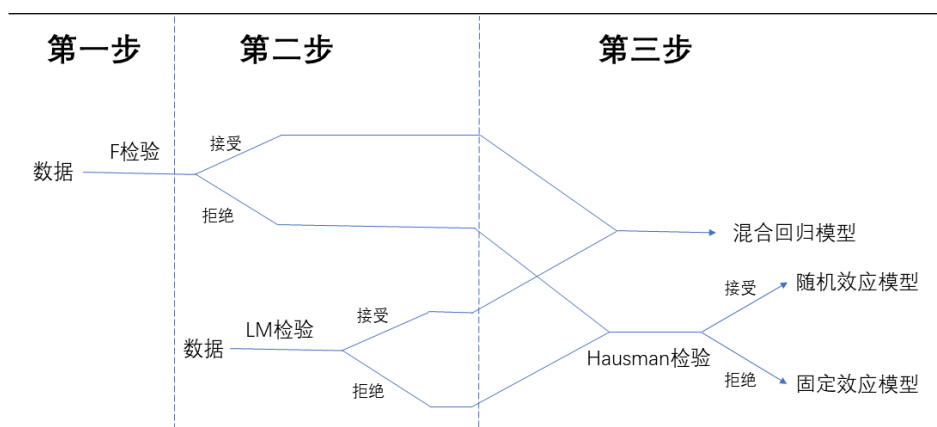 第一步
第二步
第三步
F检验
接受
数据
拒绝
混合回归模型
接受
随机效应模型
LM检验
接受
数据
Hausman检验
拒绝
拒绝
固定效应模型